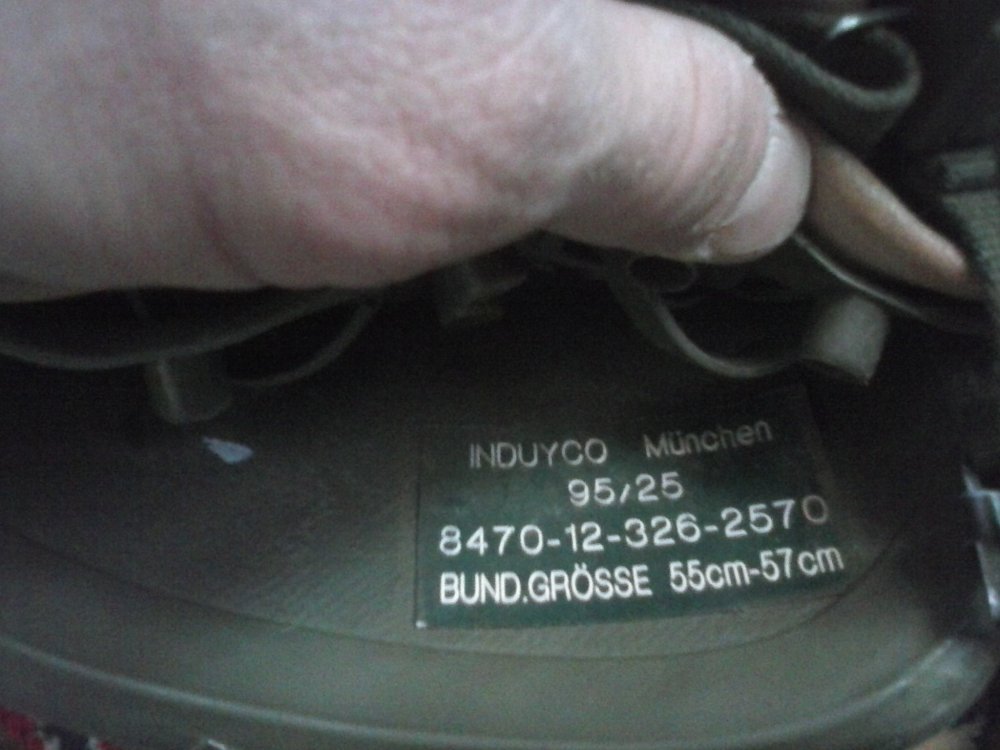 INDUYCO München
95/25
8470-12-326-2570
BUND.GRÖSSE 55cm-57cm